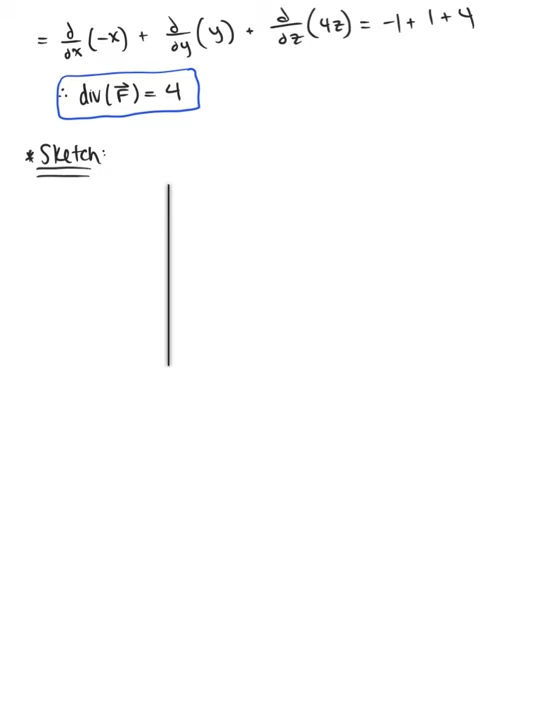 = ∂/∂x (-x) + ∂/∂y (y) + ∂/∂z (4z) = -1 + 1 + 4
∴ div(F⃗) = 4
* Sketch: